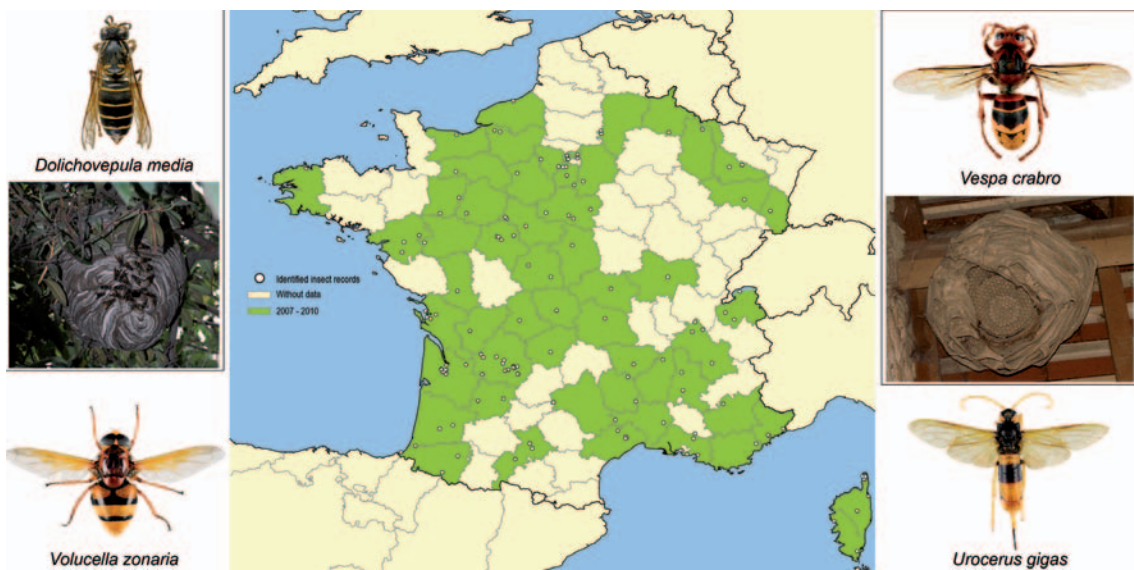 Dolichovepula media
Vespa crabro
Identified insect records
Without data
2007 - 2010
Volucella zonaria
Urocerus gigas